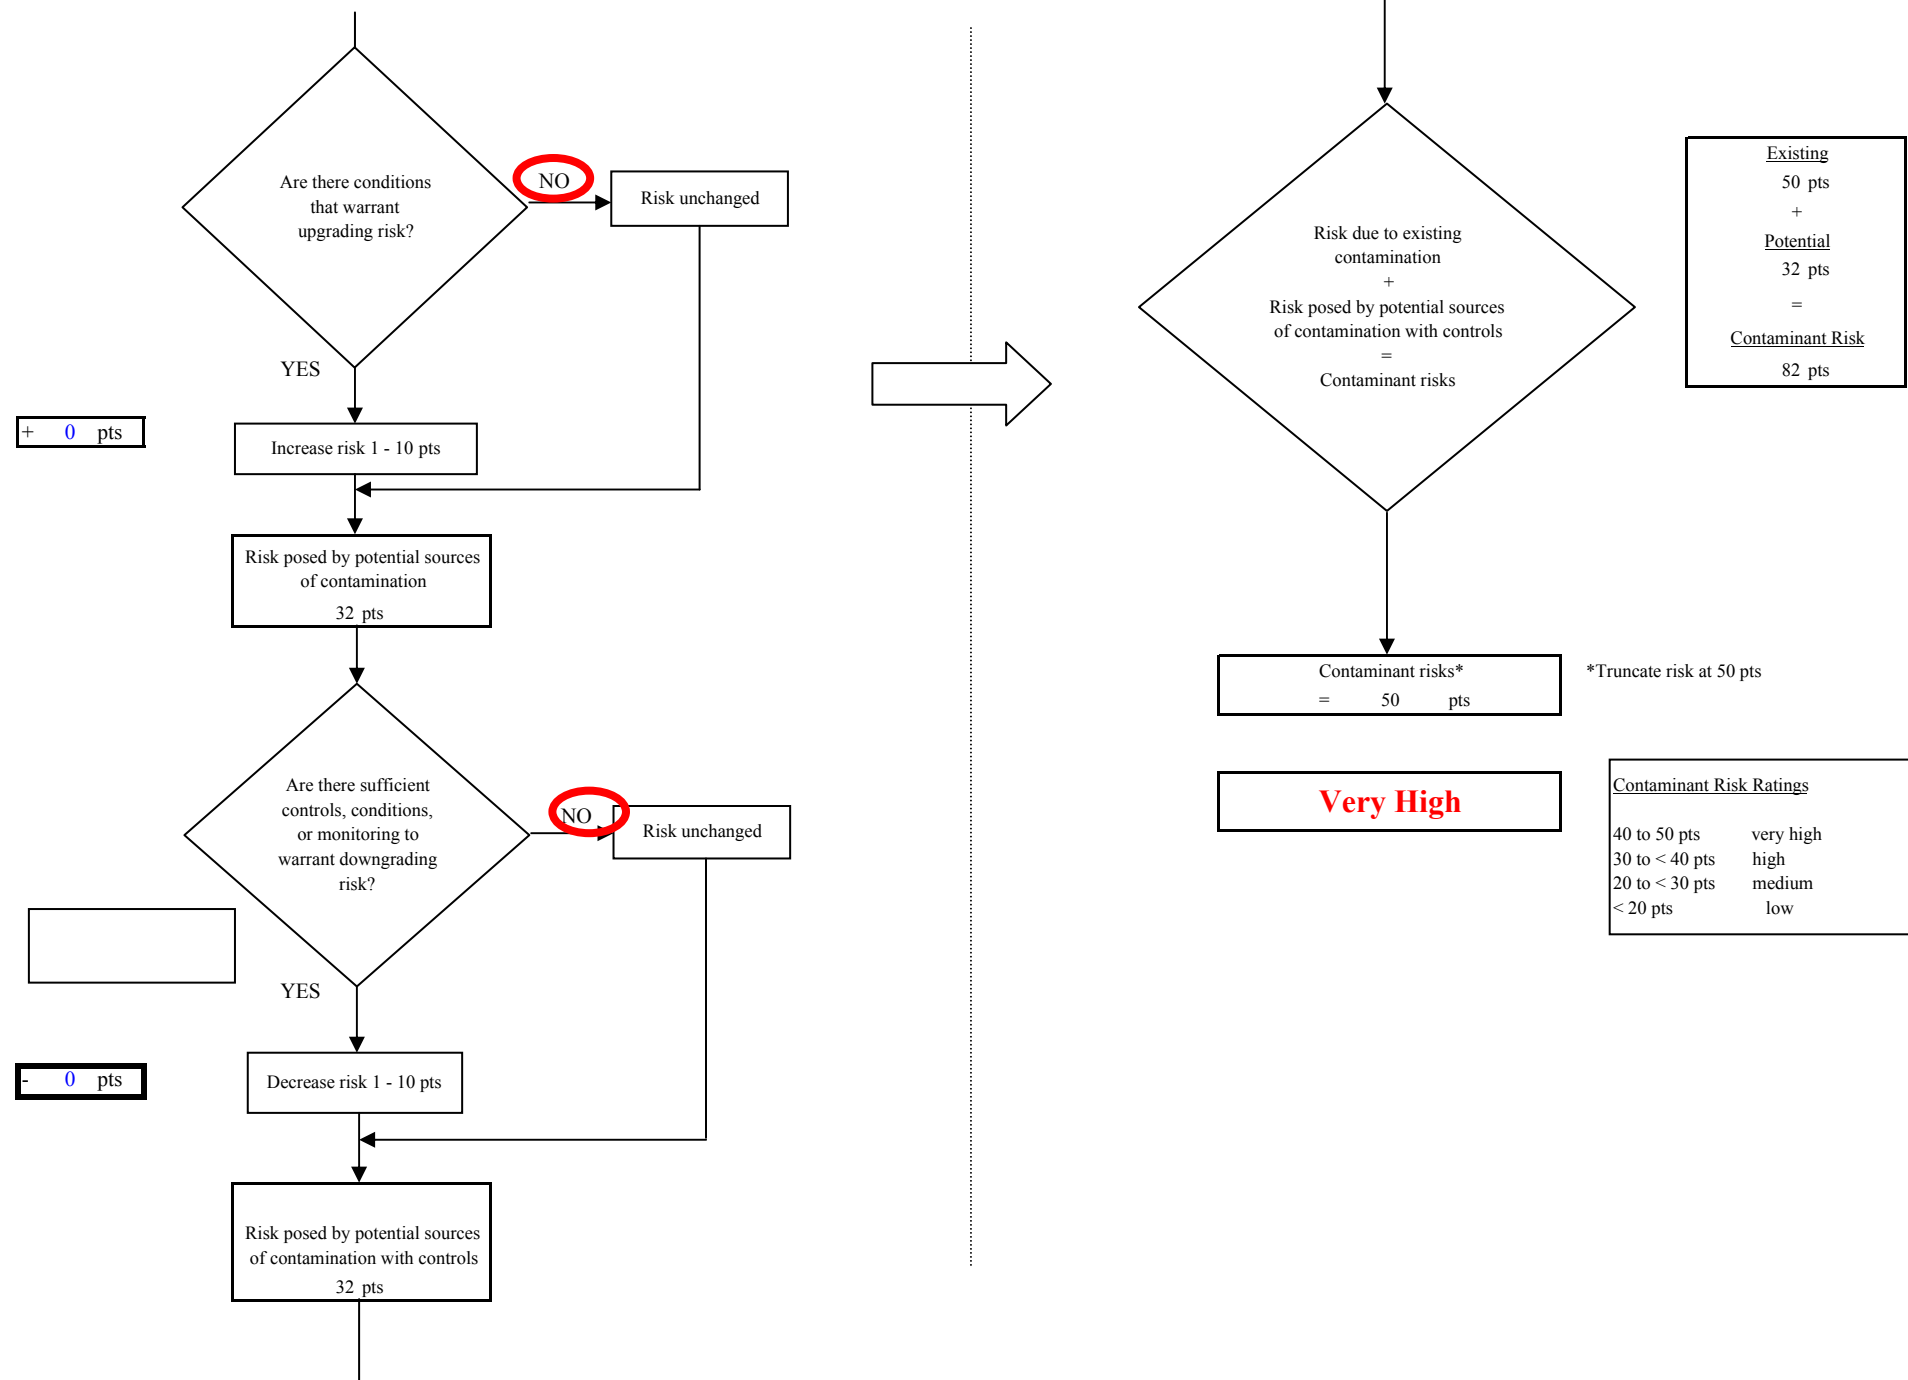 Are there conditions
that warrant
upgrading risk?
NO
Risk unchanged
YES
+ 0 pts
Increase risk 1 - 10 pts
Risk posed by potential sources
of contamination
32 pts
Are there sufficient
controls, conditions,
or monitoring to
warrant downgrading
risk?
NO
Risk unchanged
YES
- 0 pts
Decrease risk 1 - 10 pts
Risk posed by potential sources
of contamination with controls
32 pts
Risk due to existing
contamination
+
Risk posed by potential sources
of contamination with controls
=
Contaminant risks
Existing
50 pts
+
Potential
32 pts
=
Contaminant Risk
82 pts
Contaminant risks*
= 50 pts
*Truncate risk at 50 pts
Very High
Contaminant Risk Ratings
40 to 50 pts very high
30 to < 40 pts high
20 to < 30 pts medium
< 20 pts low